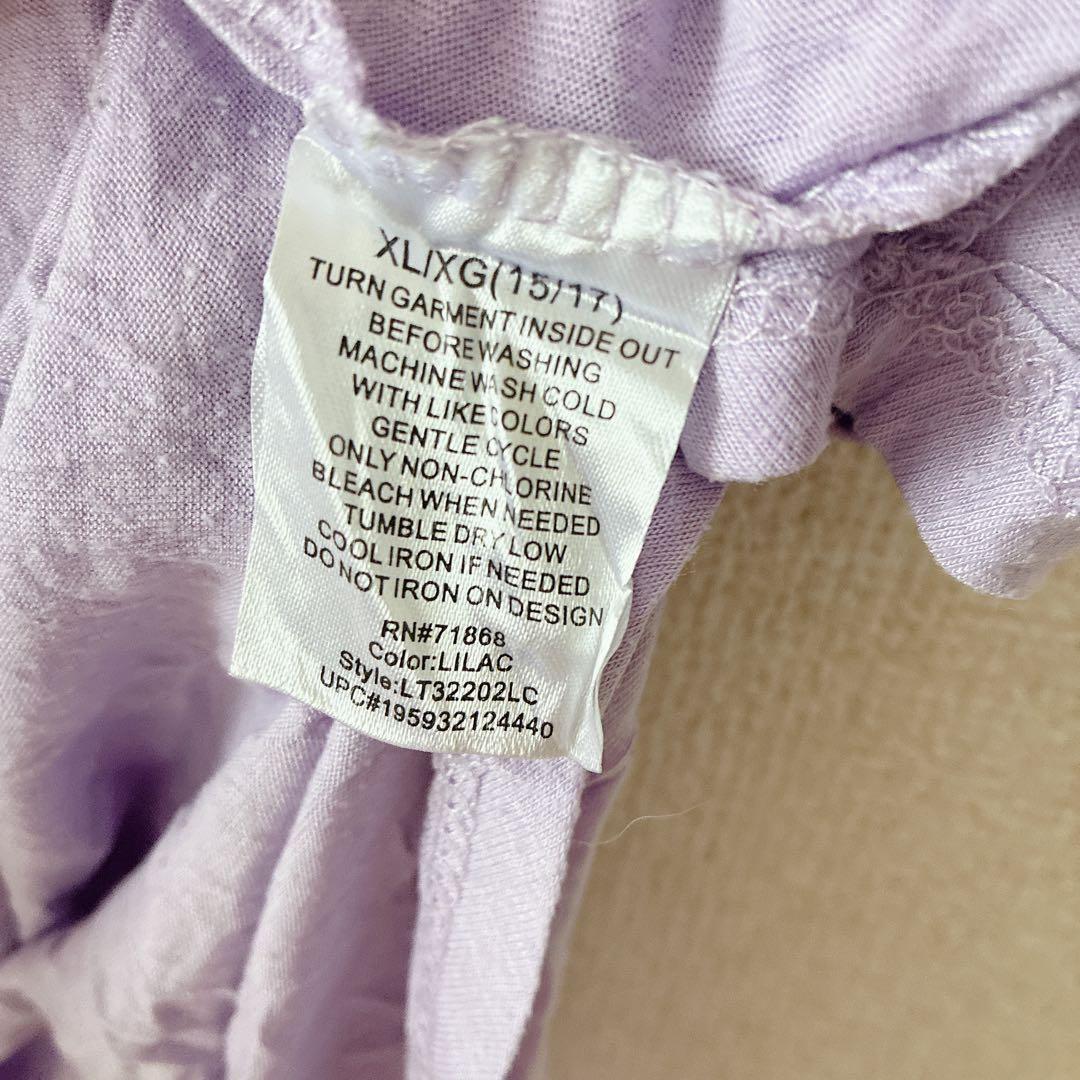 XL/XG(15/17)
TURN GARMENT INSIDE OUT
BEFORE WASHING
MACHINE WASH COLD
WITH LIKE COLORS
GENTLE CYCLE
ONLY NON-CHLORINE
BLEACH WHEN NEEDED
TUMBLE DRY LOW
COOL IRON IF NEEDED
DO NOT IRON ON DESIGN
RN#71868
Color:LILAC
Style:LT32202LC
UPC#195932124440